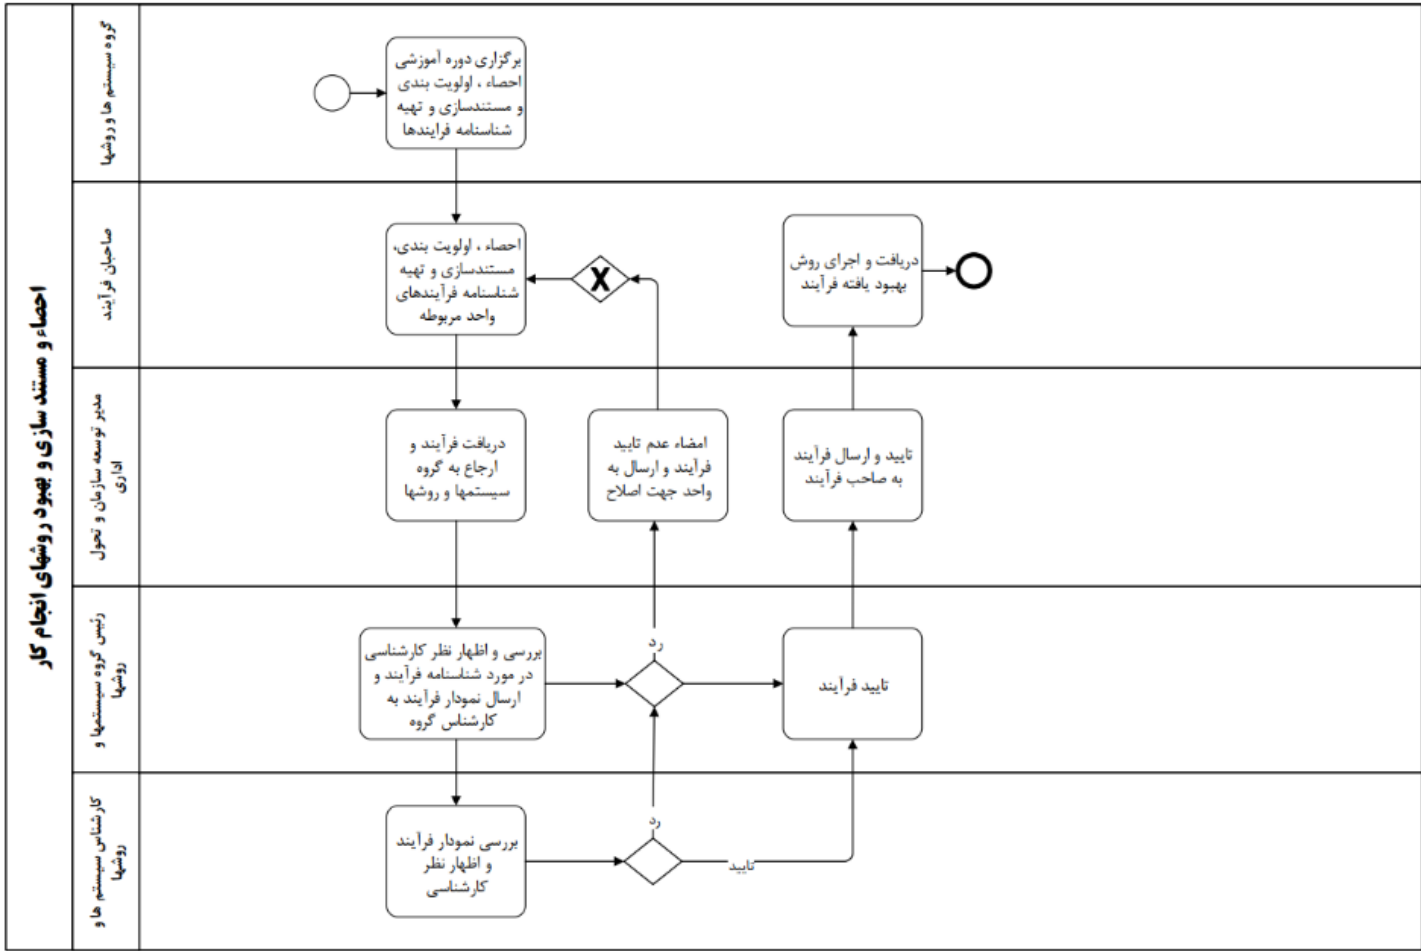 احصاء و مستند سازی و بهبود روشهای انجام کار
گروه سیستم ها و روشها
برگزاری دوره آموزشی
احصاء ، اولویت بندی
و مستندسازی و تهیه
شناسنامه فرایندها
صاحبان فرآیند
احصاء ، اولویت بندی،
مستندسازی و تهیه
شناسنامه فرآیندهای
واحد مربوطه
X
دریافت و اجرای روش
بهبود یافته فرآیند
مدیر توسعه سازمان و تحول
اداری
دریافت فرآیند و
ارجاع به گروه
سیستمها و روشها
امضاء عدم تایید
فرآیند و ارسال به
واحد جهت اصلاح
تایید و ارسال فرآیند
به صاحب فرآیند
رئیس گروه سیستمها و
روشها
بررسی و اظهار نظر کارشناسی
در مورد شناسنامه فرآیند و
ارسال نمودار فرآیند به
کارشناس گروه
رد
تایید فرآیند
کارشناس سیستم ها و
روشها
بررسی نمودار فرآیند
و اظهار نظر
کارشناسی
رد
تایید